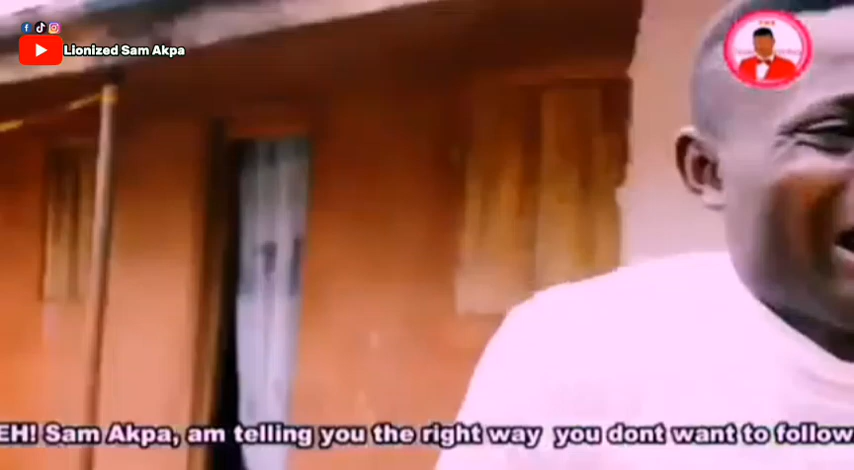 Lionized Sam Akpa
EH! Sam Akpa, am telling you the right way you dont want to follow